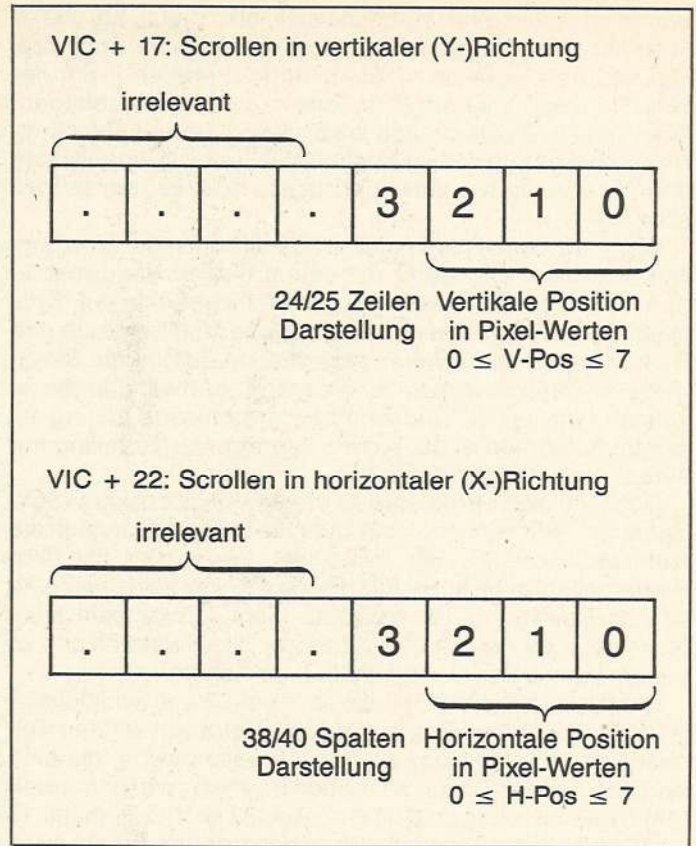 VIC + 17: Scrollen in vertikaler (Y-)Richtung
irrelevant
. . . . 3 2 1 0
24/25 Zeilen Vertikale Position
Darstellung in Pixel-Werten
0 ≤ V-Pos ≤ 7
VIC + 22: Scrollen in horizontaler (X-)Richtung
irrelevant
. . . . 3 2 1 0
38/40 Spalten Horizontale Position
Darstellung in Pixel-Werten
0 ≤ H-Pos ≤ 7